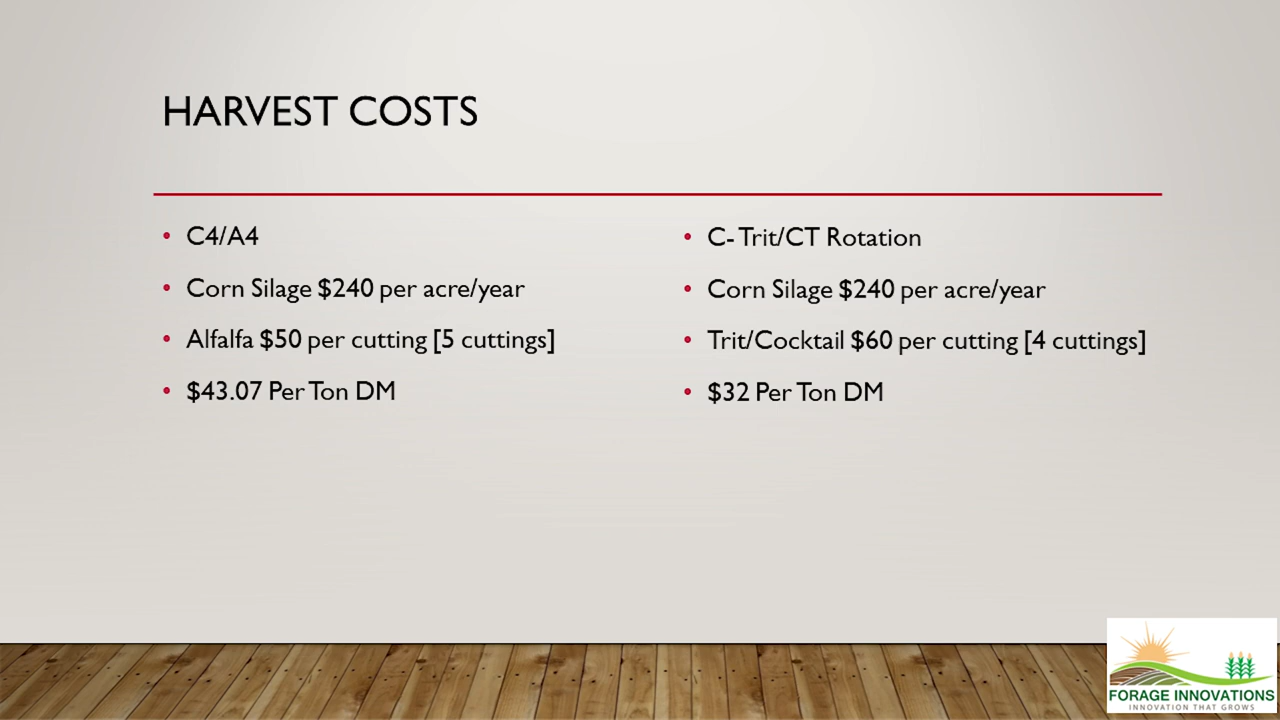 HARVEST COSTS
• C4/A4
• Corn Silage $240 per acre/year
• Alfalfa $50 per cutting [5 cuttings]
• $43.07 Per Ton DM
• C- Trit/CT Rotation
• Corn Silage $240 per acre/year
• Trit/Cocktail $60 per cutting [4 cuttings]
• $32 Per Ton DM
FORAGE INNOVATIONS
INNOVATION THAT GROWS